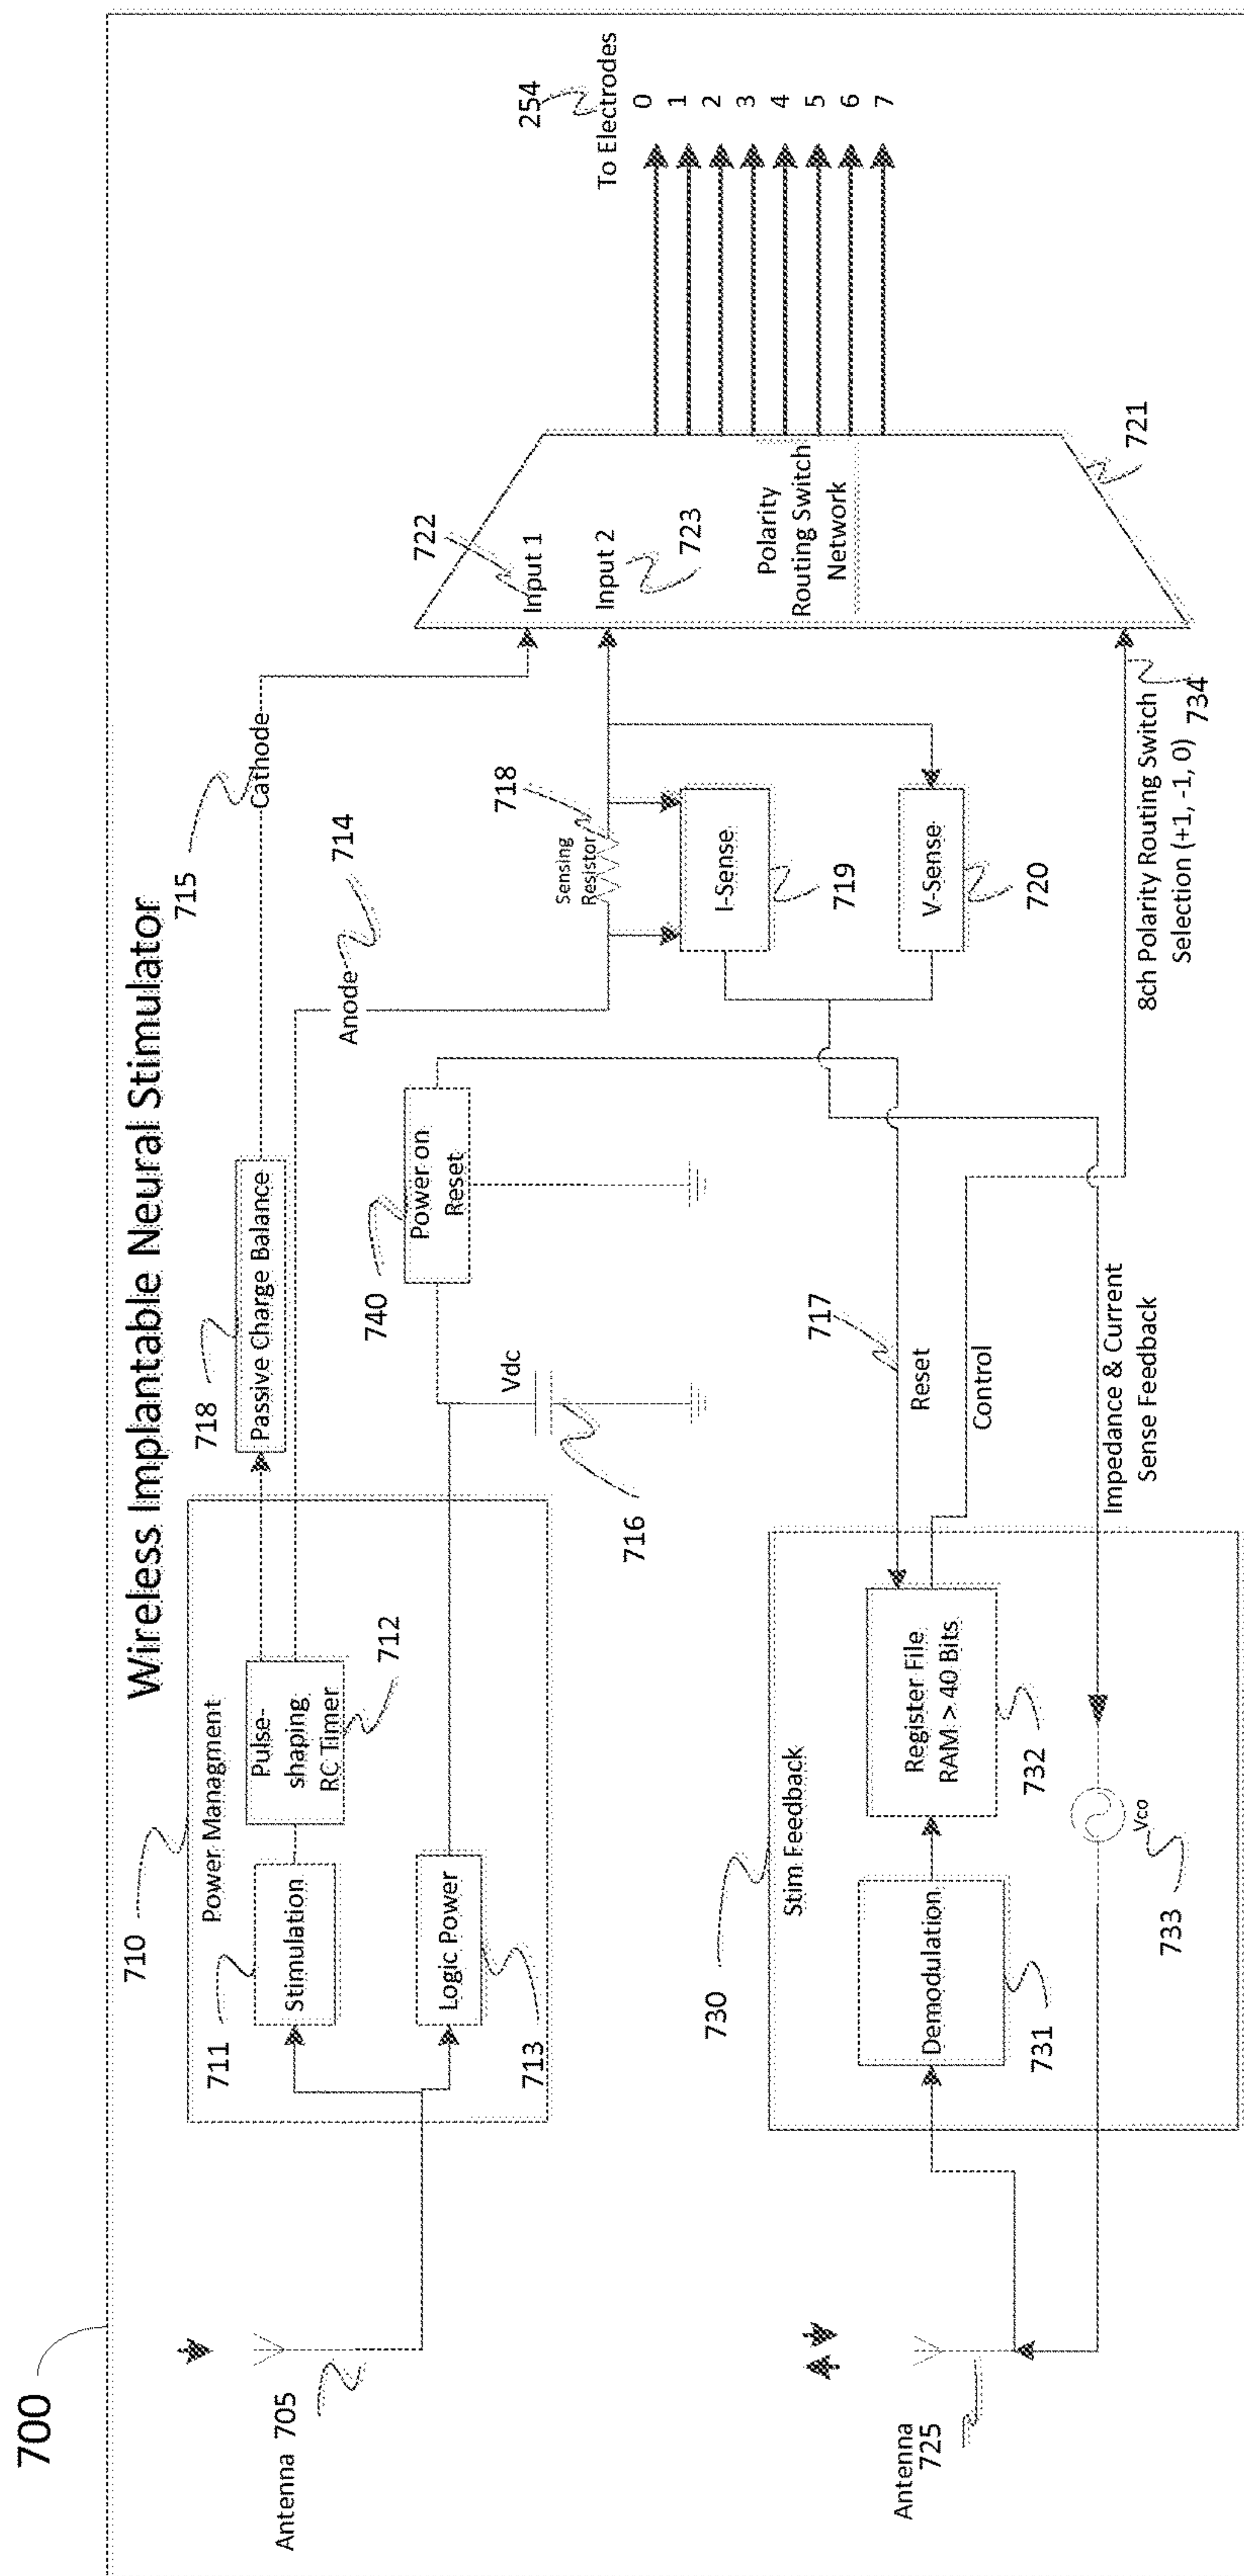 700
Wireless Implantable Neural Stimulator
Antenna 705
710
Power Managment
711
Stimulation
Pulse-
shaping
RC Timer
712
Logic Power
713
718
Passive Charge Balance
715
Cathode
Anode
714
740
Power on
Reset
Vdc
716
718
Sensing
Resistor
I-Sense
719
V-Sense
720
722
Input 1
Input 2
723
Polarity
Routing Switch
Network
721
254
To Electrodes
0
1
2
3
4
5
6
7
Antenna
725
730
Stim Feedback
Demodulation
731
Register File
RAM > 40 Bits
732
Vco
733
717
Reset
Control
Impedance & Current
Sense Feedback
8ch Polarity Routing Switch
Selection (+1, -1, 0)
734